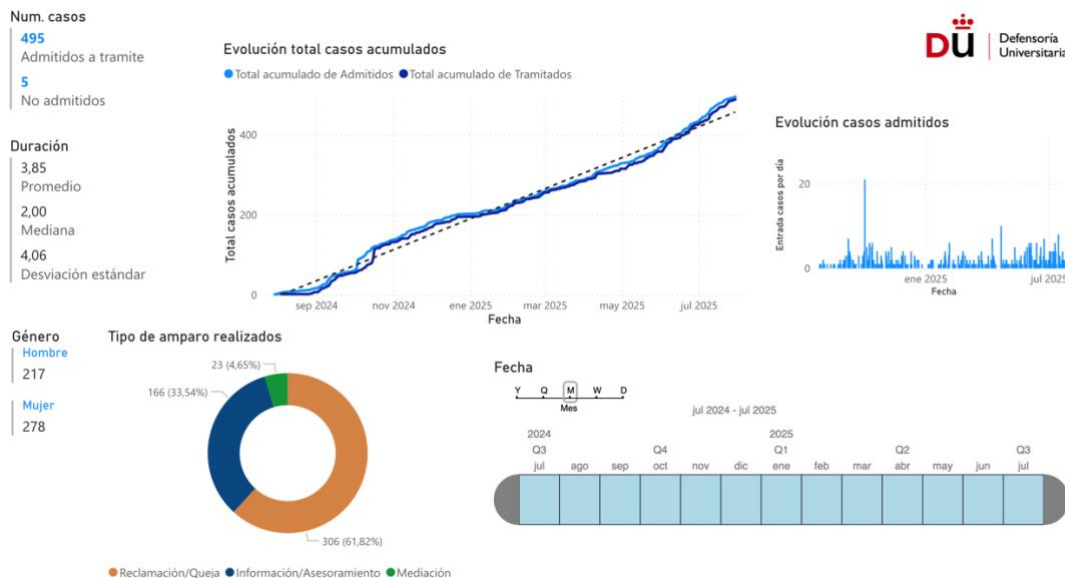 Num. casos
495
Admitidos a tramite
5
No admitidos
Duración
3,85
Promedio
2,00
Mediana
4,06
Desviación estándar
Evolución total casos acumulados
Total acumulado de Admitidos Total acumulado de Tramitados
Total casos acumulados
400
200
0
sep 2024 nov 2024 ene 2025 mar 2025 may 2025 jul 2025
Fecha
DU
Defensoría
Universitaria
Evolución casos admitidos
Entrada casos por día
20
0
ene 2025 jul 2025
Fecha
Género
Hombre
217
Mujer
278
Tipo de amparo realizados
23 (4,65%)
166 (33,54%)
306 (61,82%)
Reclamación/Queja Información/Asesoramiento Mediación
Fecha
Y Q M W D
Mes
jul 2024 - jul 2025
2024 2025
Q3 Q4 Q1 Q2 Q3
jul ago sep oct nov dic ene feb mar abr may jun jul